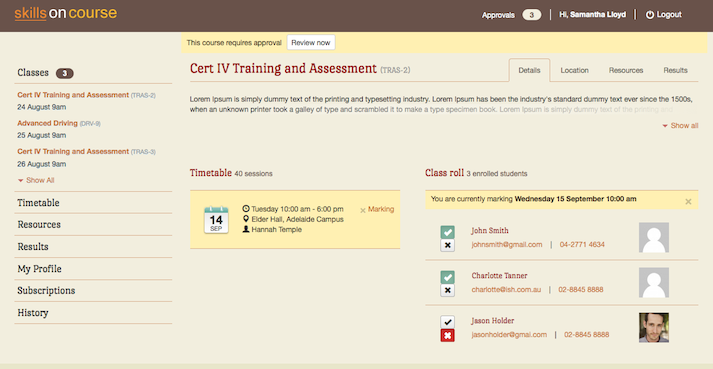 skills on course
Approvals 3
Hi, Samantha Lloyd
Logout
This course requires approval Review now
Classes 3
Cert IV Training and Assessment (TRAS-2)
24 August 9am
Advanced Driving (DRV-9)
25 August 9am
Cert IV Training and Assessment (TRAS-3)
26 August 9am
Show All
Timetable
Resources
Results
My Profile
Subscriptions
History
Cert IV Training and Assessment (TRAS-2)
Details Location Resources Results
Lorem Ipsum is simply dummy text of the printing and typesetting industry. Lorem Ipsum has been the industry's standard dummy text ever since the 1500s,
when an unknown printer took a galley of type and scrambled it to make a type specimen book. Lorem Ipsum is simply dummy text of the printing and
Show all
Timetable 40 sessions
14
SEP
Tuesday 10:00 am - 6:00 pm
Elder Hall, Adelaide Campus
Hannah Temple
Marking
Class roll 3 enrolled students
You are currently marking Wednesday 15 September 10:00 am
John Smith
johnsmith@gmail.com | 04-2771 4634
Charlotte Tanner
charlotte@ish.com.au | 02-8845 8888
Jason Holder
jasonholder@gmail.com | 02-8845 8888